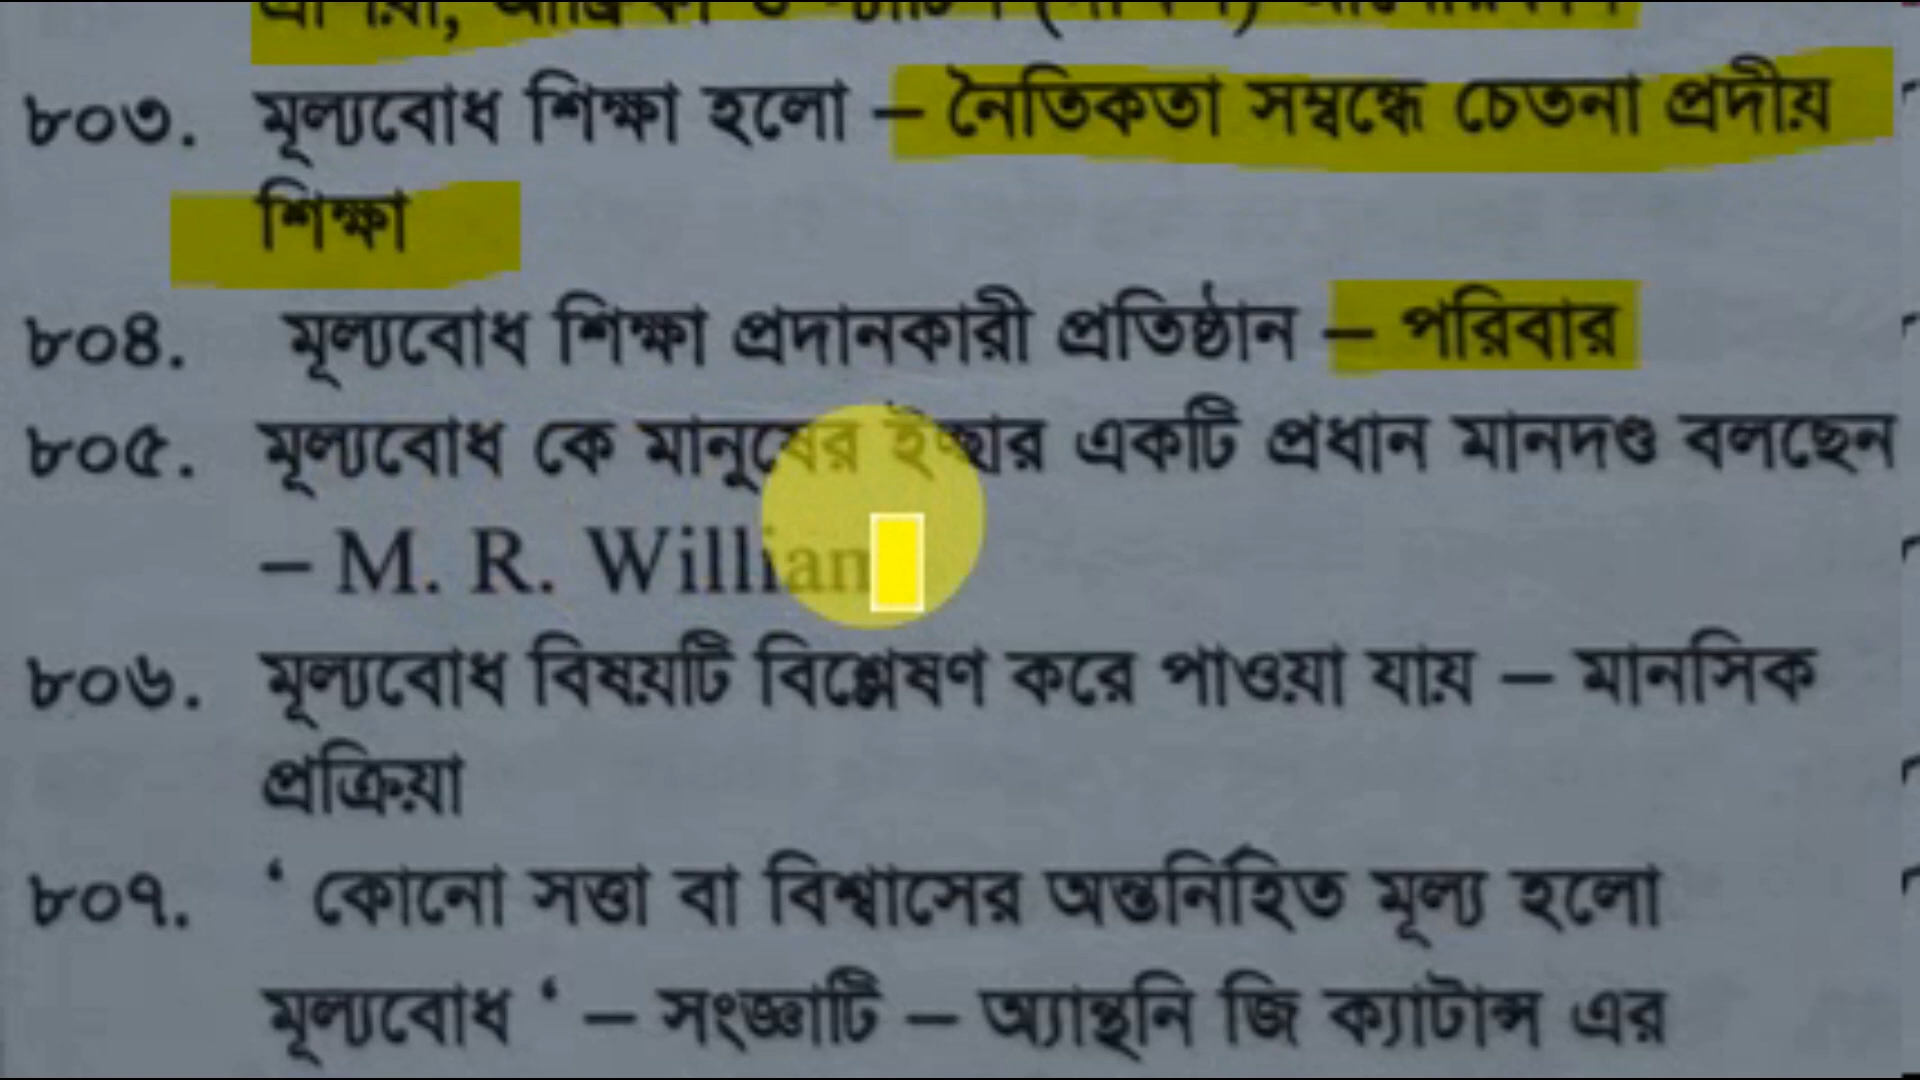 ৮০৩. মূল্যবোধ শিক্ষা হলো – নৈতিকতা সম্বন্ধে চেতনা প্রদীয়
শিক্ষা
৮০৪. মূল্যবোধ শিক্ষা প্রদানকারী প্রতিষ্ঠান – পরিবার
৮০৫. মূল্যবোধ কে মানুষের ইচ্ছার একটি প্রধান মানদণ্ড বলছেন
– M. R.
৮০৬. মূল্যবোধ বিষয়টি বিশ্লেষণ করে পাওয়া যায় – মানসিক
প্রক্রিয়া
৮০৭. ‘ কোনো সত্তা বা বিশ্বাসের অন্তর্নিহিত মূল্য হলো
মূল্যবোধ ‘ – সংজ্ঞাটি – অ্যান্থনি জি ক্যাটান্স এর